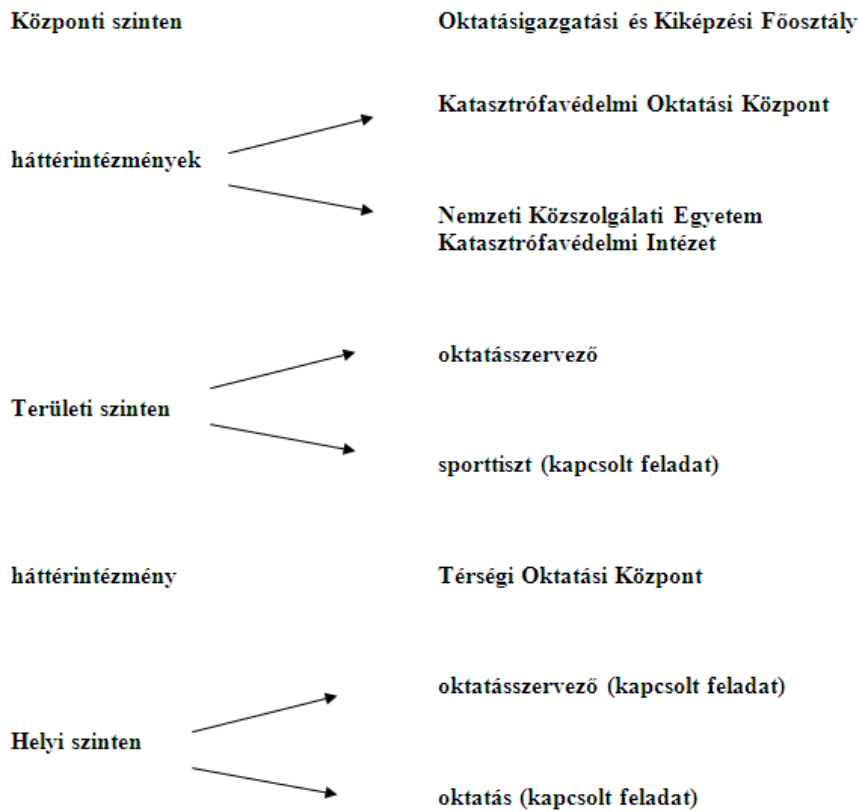 Központi szinten
Oktatásigazgatási és Kiképzési Főosztály
Katasztrófavédelmi Oktatási Központ
háttérintézmények
Nemzeti Közszolgálati Egyetem
Katasztrófavédelmi Intézet
oktatásszervező
Területi szinten
sporttiszt (kapcsolt feladat)
háttérintézmény
Térségi Oktatási Központ
oktatásszervező (kapcsolt feladat)
Helyi szinten
oktatás (kapcsolt feladat)